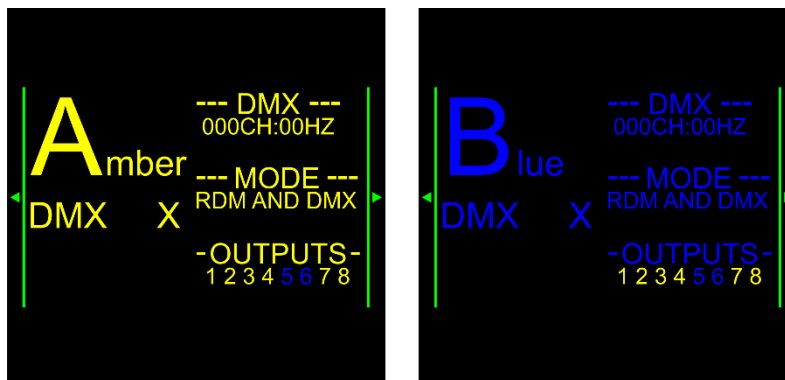 Amber
DMX X
--- DMX ---
000CH:00HZ
--- MODE ---
RDM AND DMX
-OUTPUTS-
1 2 3 4 5 6 7 8
Blue
DMX X
--- DMX ---
000CH:00HZ
--- MODE ---
RDM AND DMX
-OUTPUTS-
1 2 3 4 5 6 7 8